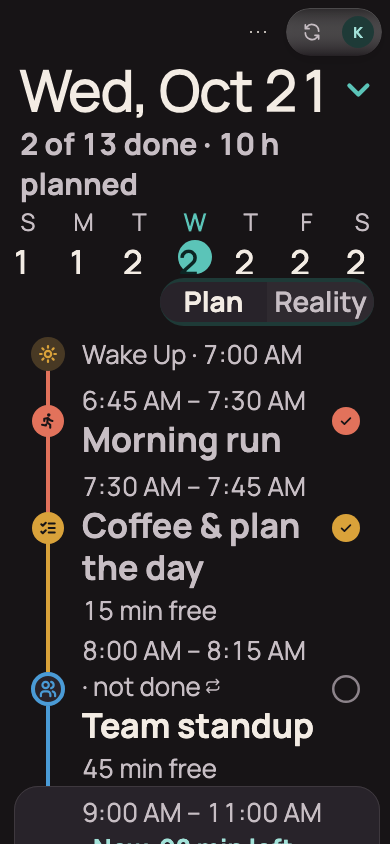 ...
K
Wed, Oct 21
2 of 13 done · 10 h
planned
S M T W T F S
1 1 2 2 2 2 2
Plan Reality
Wake Up · 7:00 AM
6:45 AM – 7:30 AM
Morning run
7:30 AM – 7:45 AM
Coffee & plan
the day
15 min free
8:00 AM – 8:15 AM
· not done
Team standup
45 min free
9:00 AM – 11:00 AM